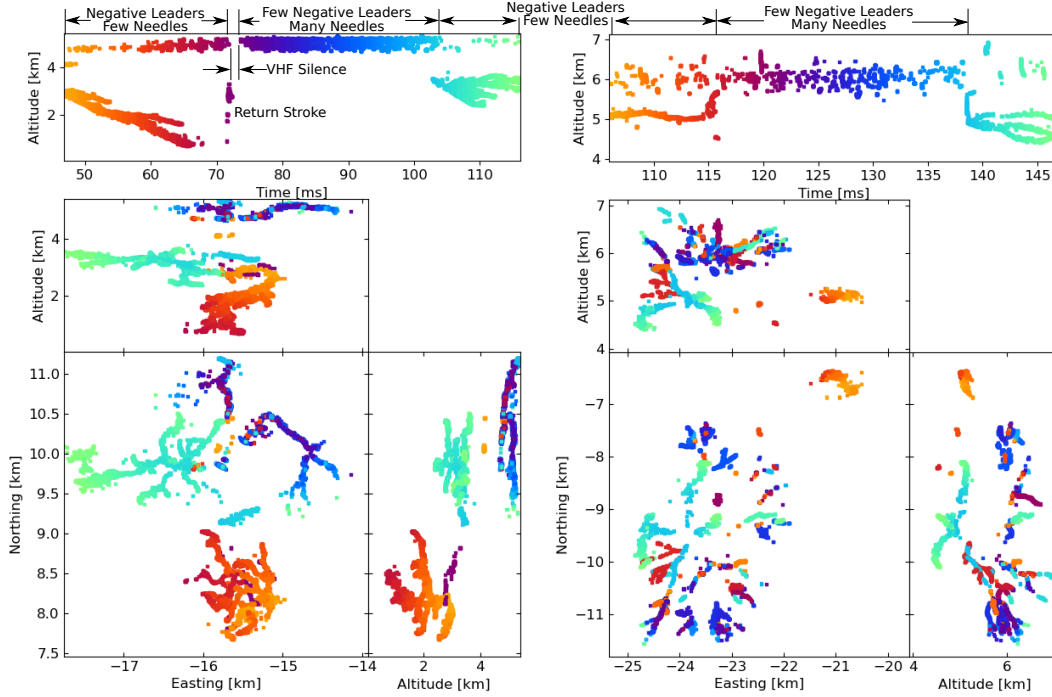 Negative Leaders
Few Needles
Few Negative Leaders
Many Needles
Negative Leaders
Few Needles
Few Negative Leaders
Many Needles
VHF Silence
Return Stroke
Altitude [km]
4
2
50 60 70 80 90 100 110
Time [ms]
Altitude [km]
7
6
5
4
110 115 120 125 130 135 140 145
Time [ms]
Altitude [km]
4
2
Altitude [km]
7
6
5
4
Northing [km]
11.0
10.5
10.0
9.5
9.0
8.5
8.0
7.5
−17 −16 −15 −14
Easting [km]
2 4
Altitude [km]
Northing [km]
−7
−8
−9
−10
−11
−25 −24 −23 −22 −21 −20
Easting [km]
4 6
Altitude [km]